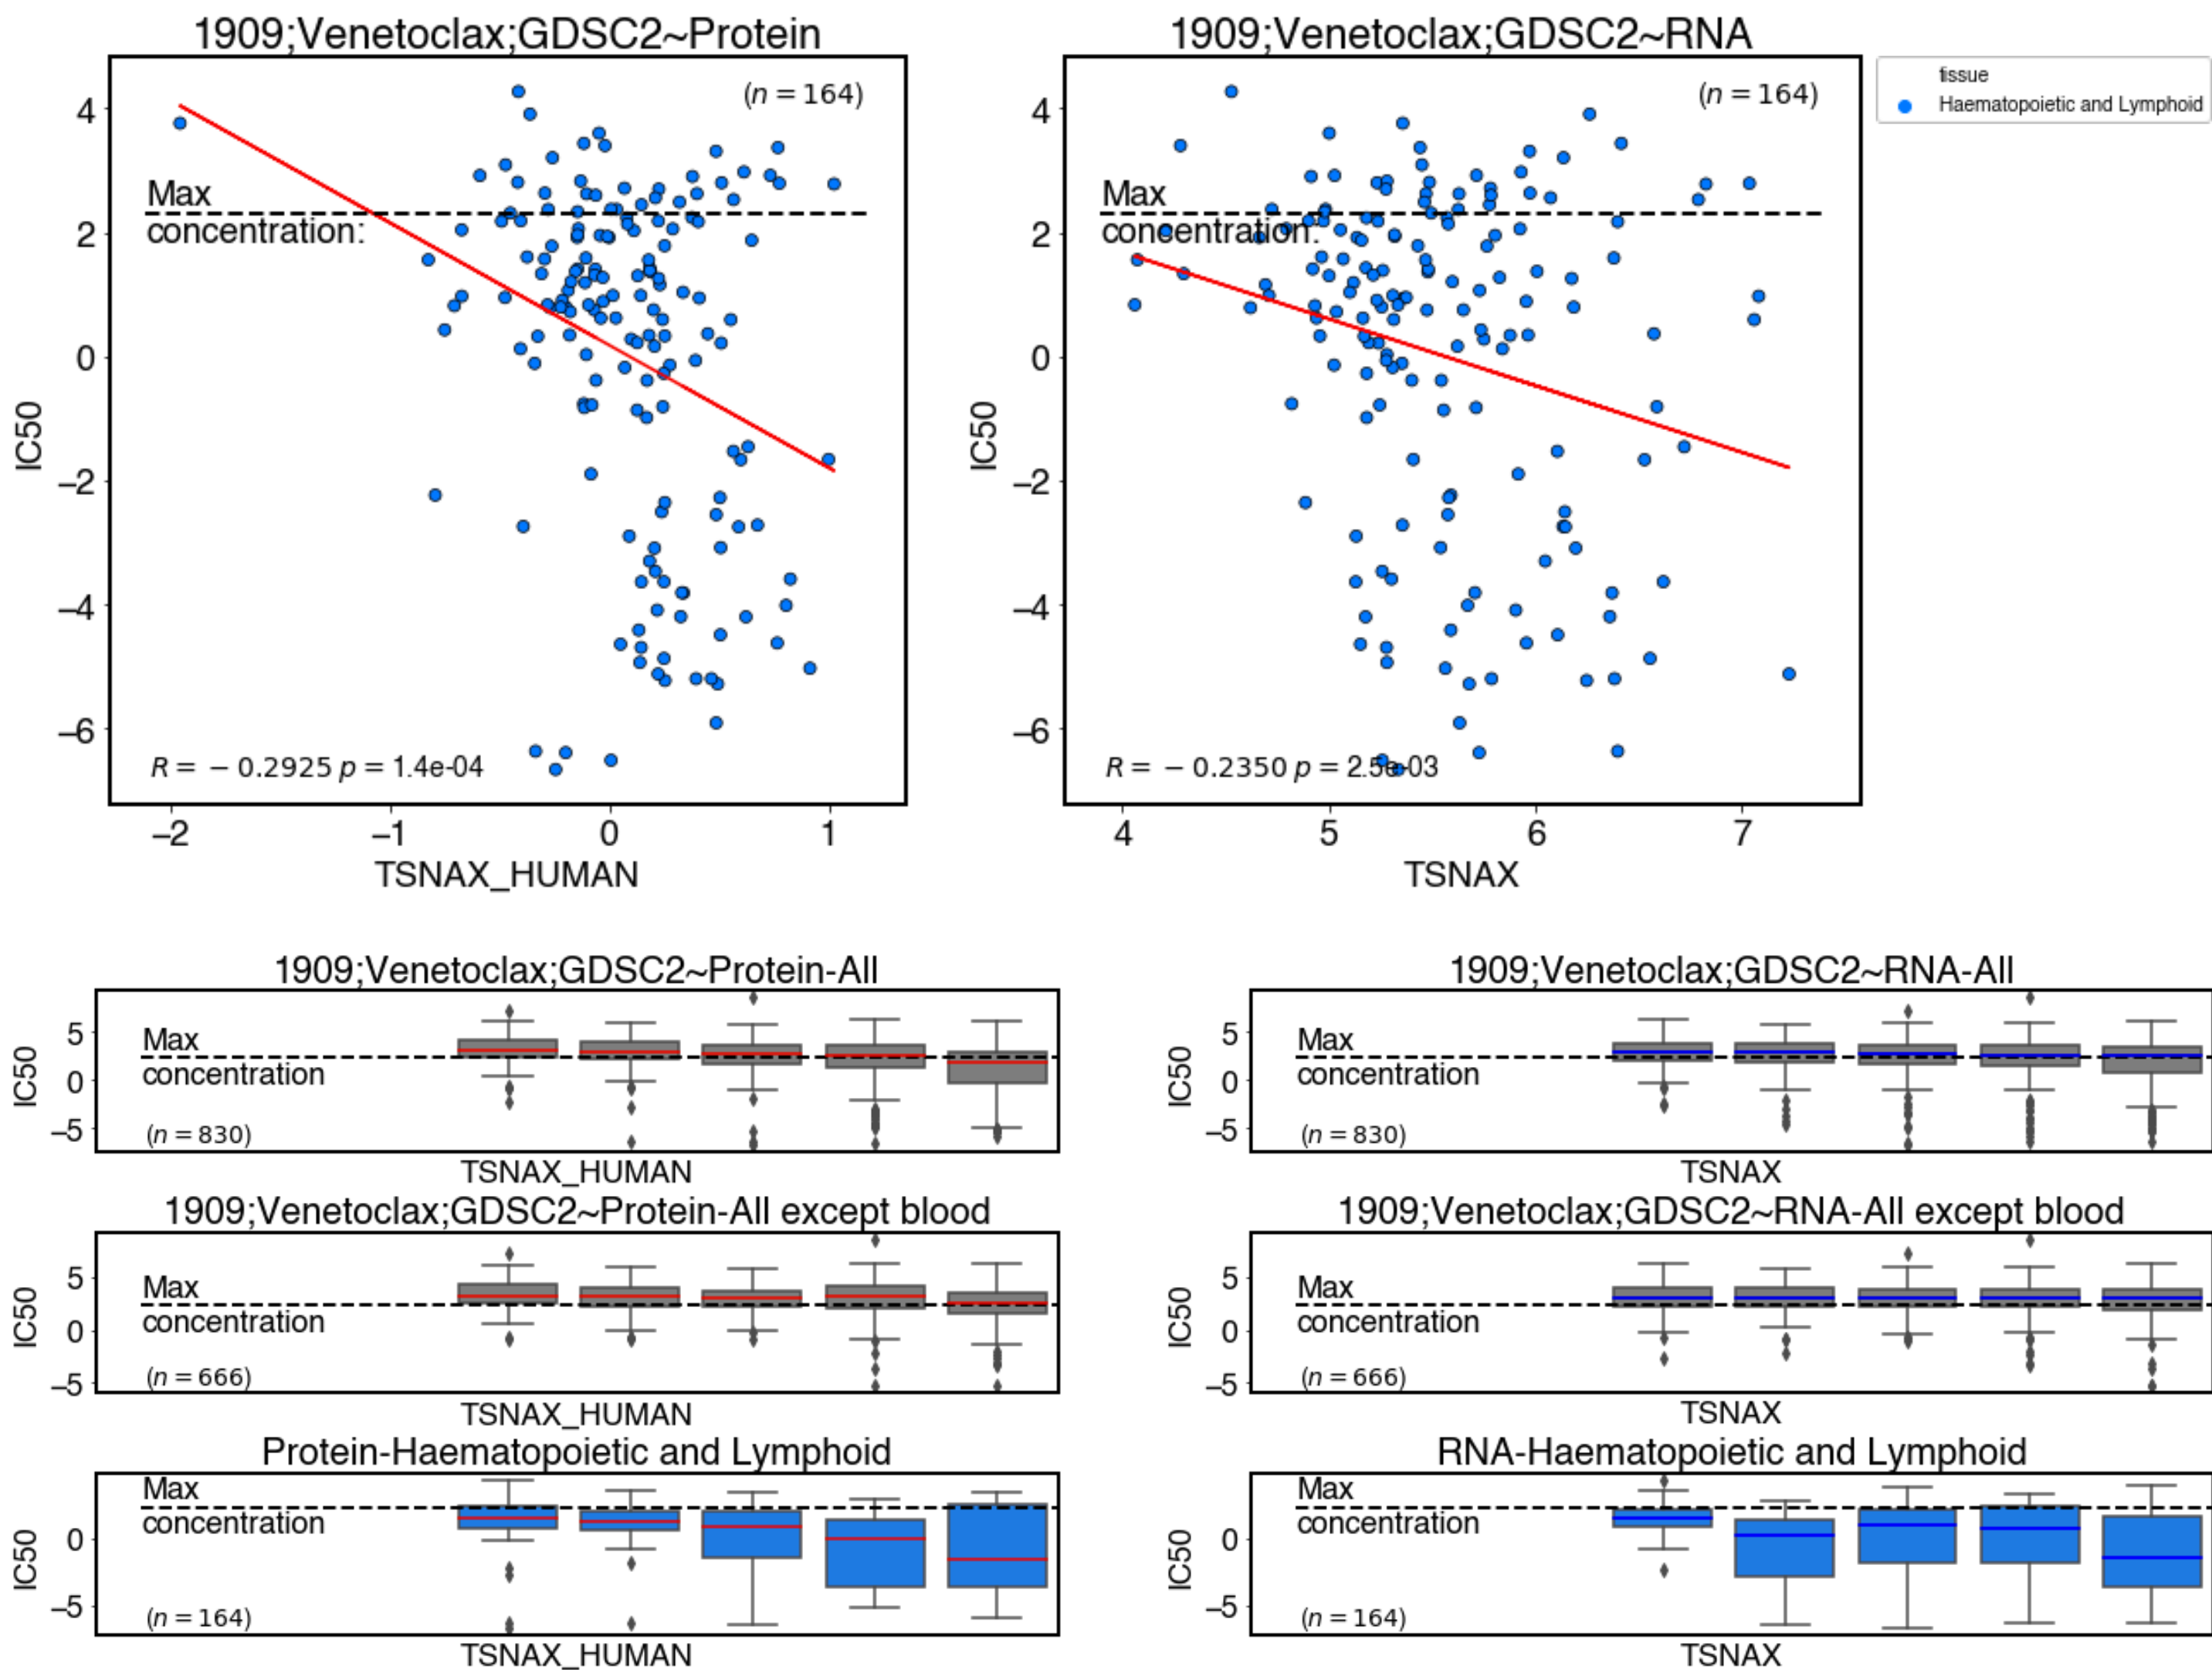 1909;Venetoclax;GDSC2~Protein
(n = 164)
Max
concentration:
4
2
0
−2
−4
−6
IC50
R = − 0.2925 p = 1.4e-04
−2
−1
0
1
TSNAX_HUMAN
1909;Venetoclax;GDSC2~RNA
(n = 164)
Max
concentration:
4
2
0
−2
−4
−6
IC50
R = − 0.2350 p = 2.5e-03
4
5
6
7
TSNAX
tissue
Haematopoietic and Lymphoid
1909;Venetoclax;GDSC2~Protein-All
Max
concentration
5
0
−5
IC50
(n = 830)
TSNAX_HUMAN
1909;Venetoclax;GDSC2~RNA-All
Max
concentration
5
0
−5
IC50
(n = 830)
TSNAX
1909;Venetoclax;GDSC2~Protein-All except blood
Max
concentration
5
0
−5
IC50
(n = 666)
TSNAX_HUMAN
1909;Venetoclax;GDSC2~RNA-All except blood
Max
concentration
5
0
−5
IC50
(n = 666)
TSNAX
Protein-Haematopoietic and Lymphoid
Max
concentration
0
−5
IC50
(n = 164)
TSNAX_HUMAN
RNA-Haematopoietic and Lymphoid
Max
concentration
0
−5
IC50
(n = 164)
TSNAX